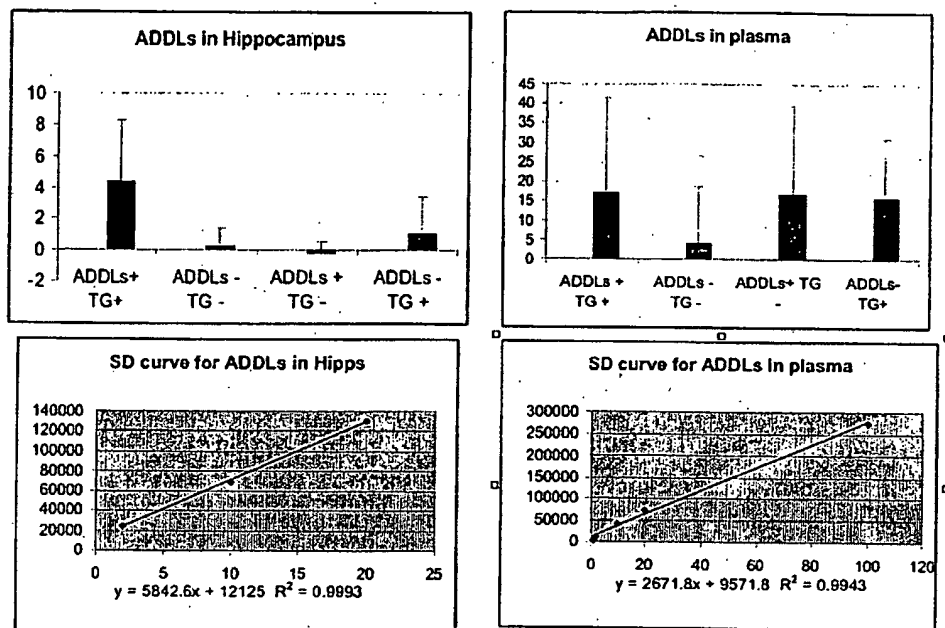 ADDLs in Hippocampus
10
8
6
4
2
0
-2
ADDLs+ TG+
ADDLs - TG -
ADDLs + TG -
ADDLs - TG +
ADDLs in plasma
45
40
35
30
25
20
15
10
5
0
ADDLs + TG +
ADDLs - TG -
ADDLs+ TG -
ADDLs- TG+
SD curve for ADDLs in Hipps
140000
120000
100000
80000
60000
40000
20000
0
0 5 10 15 20 25
y = 5842.6x + 12125 R² = 0.9993
SD curve for ADDLs in plasma
300000
250000
200000
150000
100000
50000
0
0 20 40 60 80 100 120
y = 2671.8x + 9571.8 R² = 0.9943